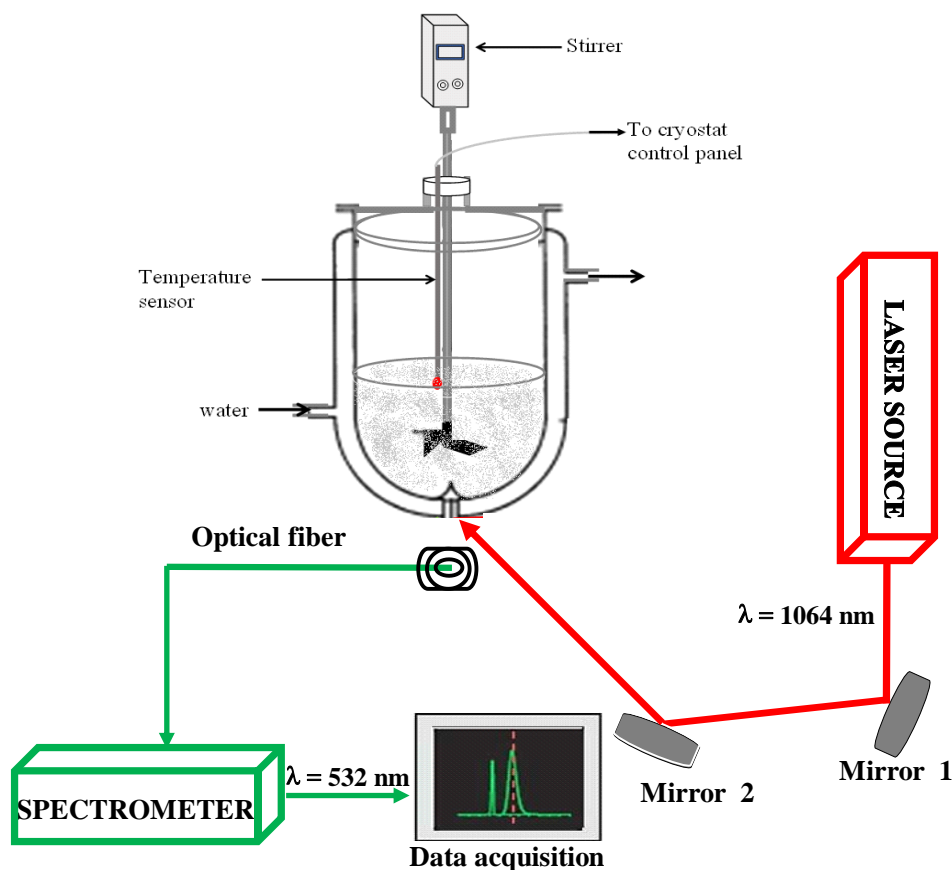 Stirrer
To cryostat
control panel
Temperature
sensor
water
LASER SOURCE
Optical fiber
λ = 1064 nm
λ = 532 nm
SPECTROMETER
Mirror 1
Mirror 2
Data acquisition